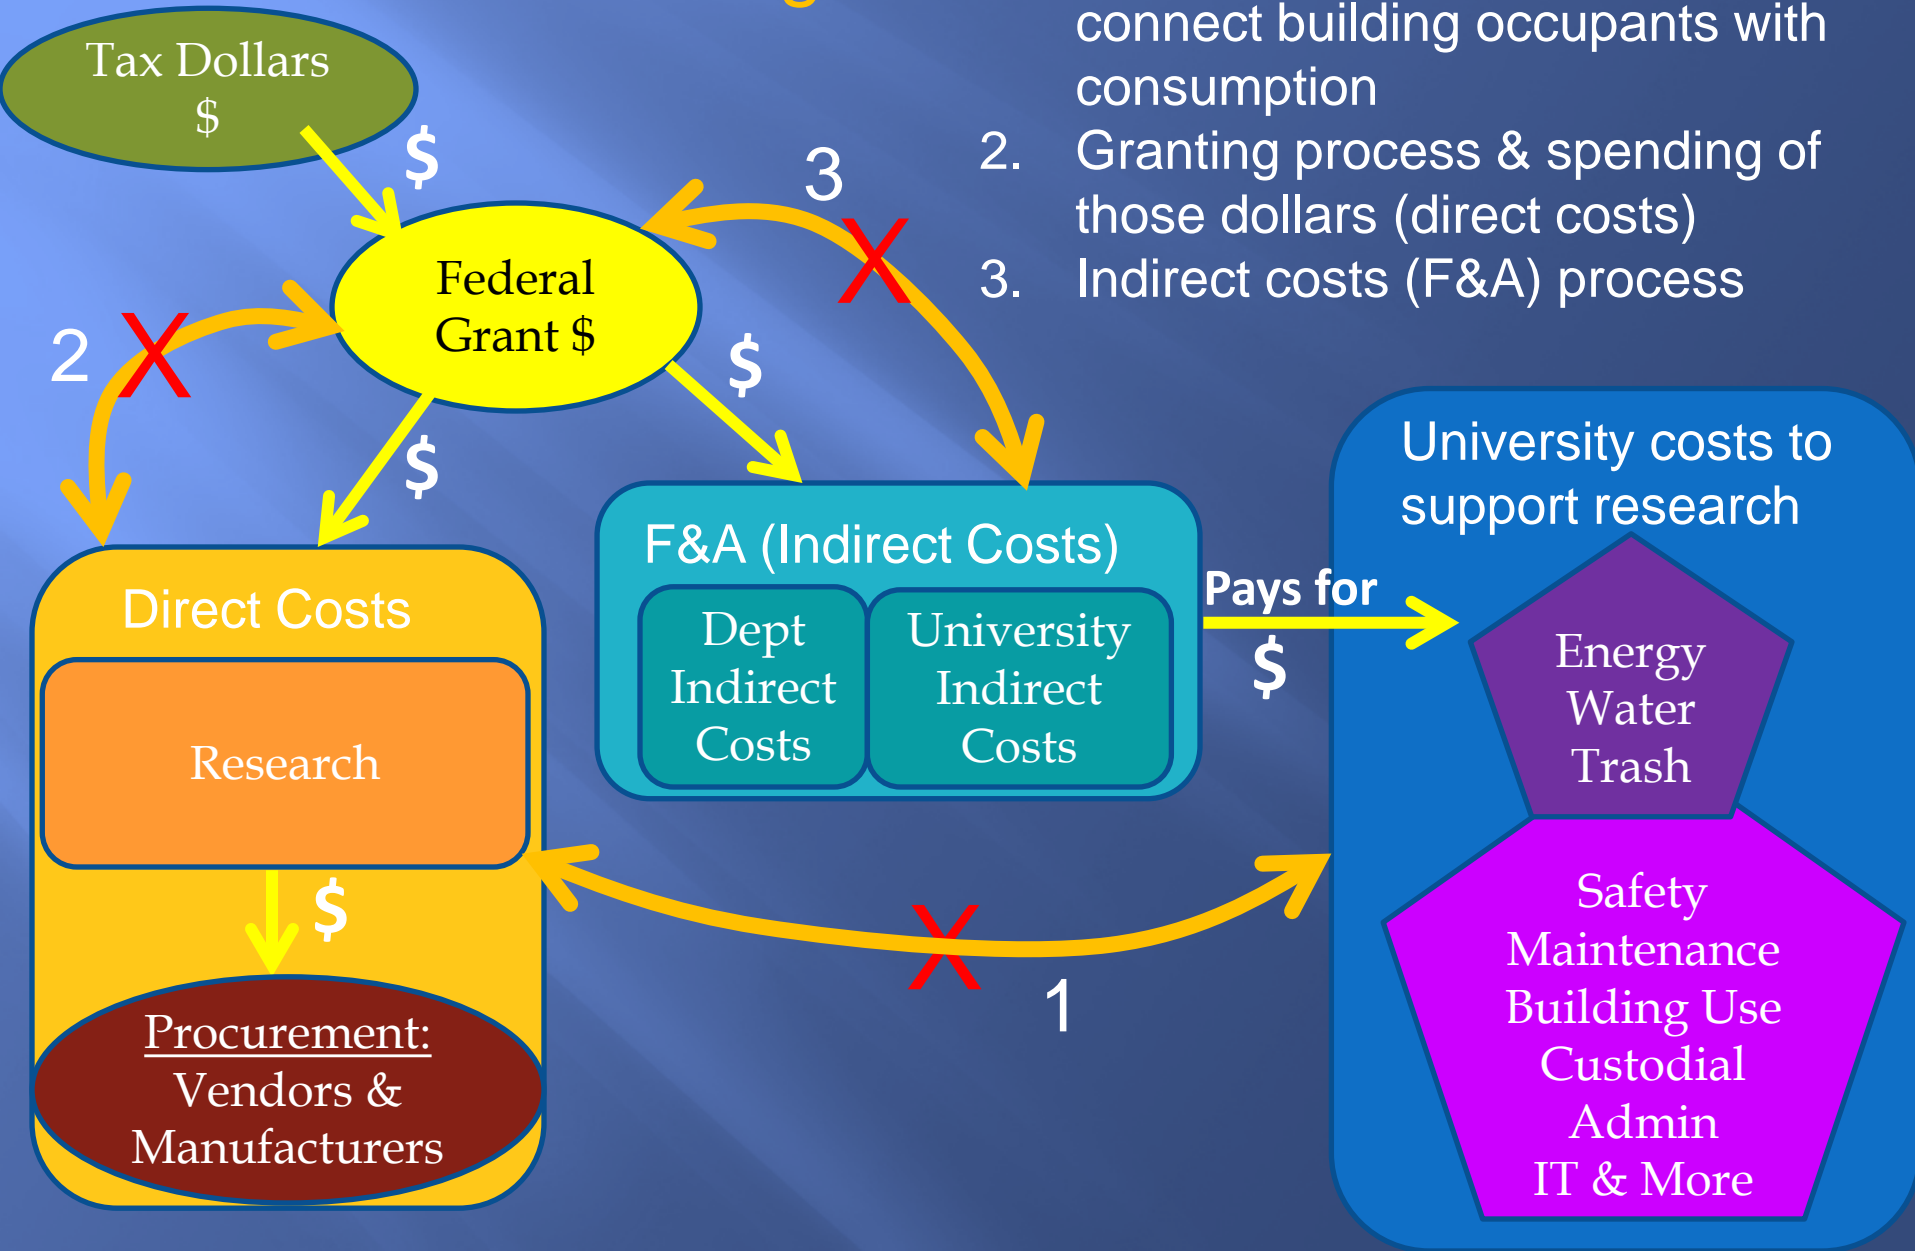 connect building occupants with
consumption
2. Granting process & spending of
those dollars (direct costs)
3. Indirect costs (F&A) process
Tax Dollars
$
$
3
X
Federal
Grant $
2
X
$
$
University costs to
support research
F&A (Indirect Costs)
Dept
Indirect
Costs
University
Indirect
Costs
Pays for
$
Energy
Water
Trash
Direct Costs
Research
$
Procurement:
Vendors &
Manufacturers
X
1
Safety
Maintenance
Building Use
Custodial
Admin
IT & More